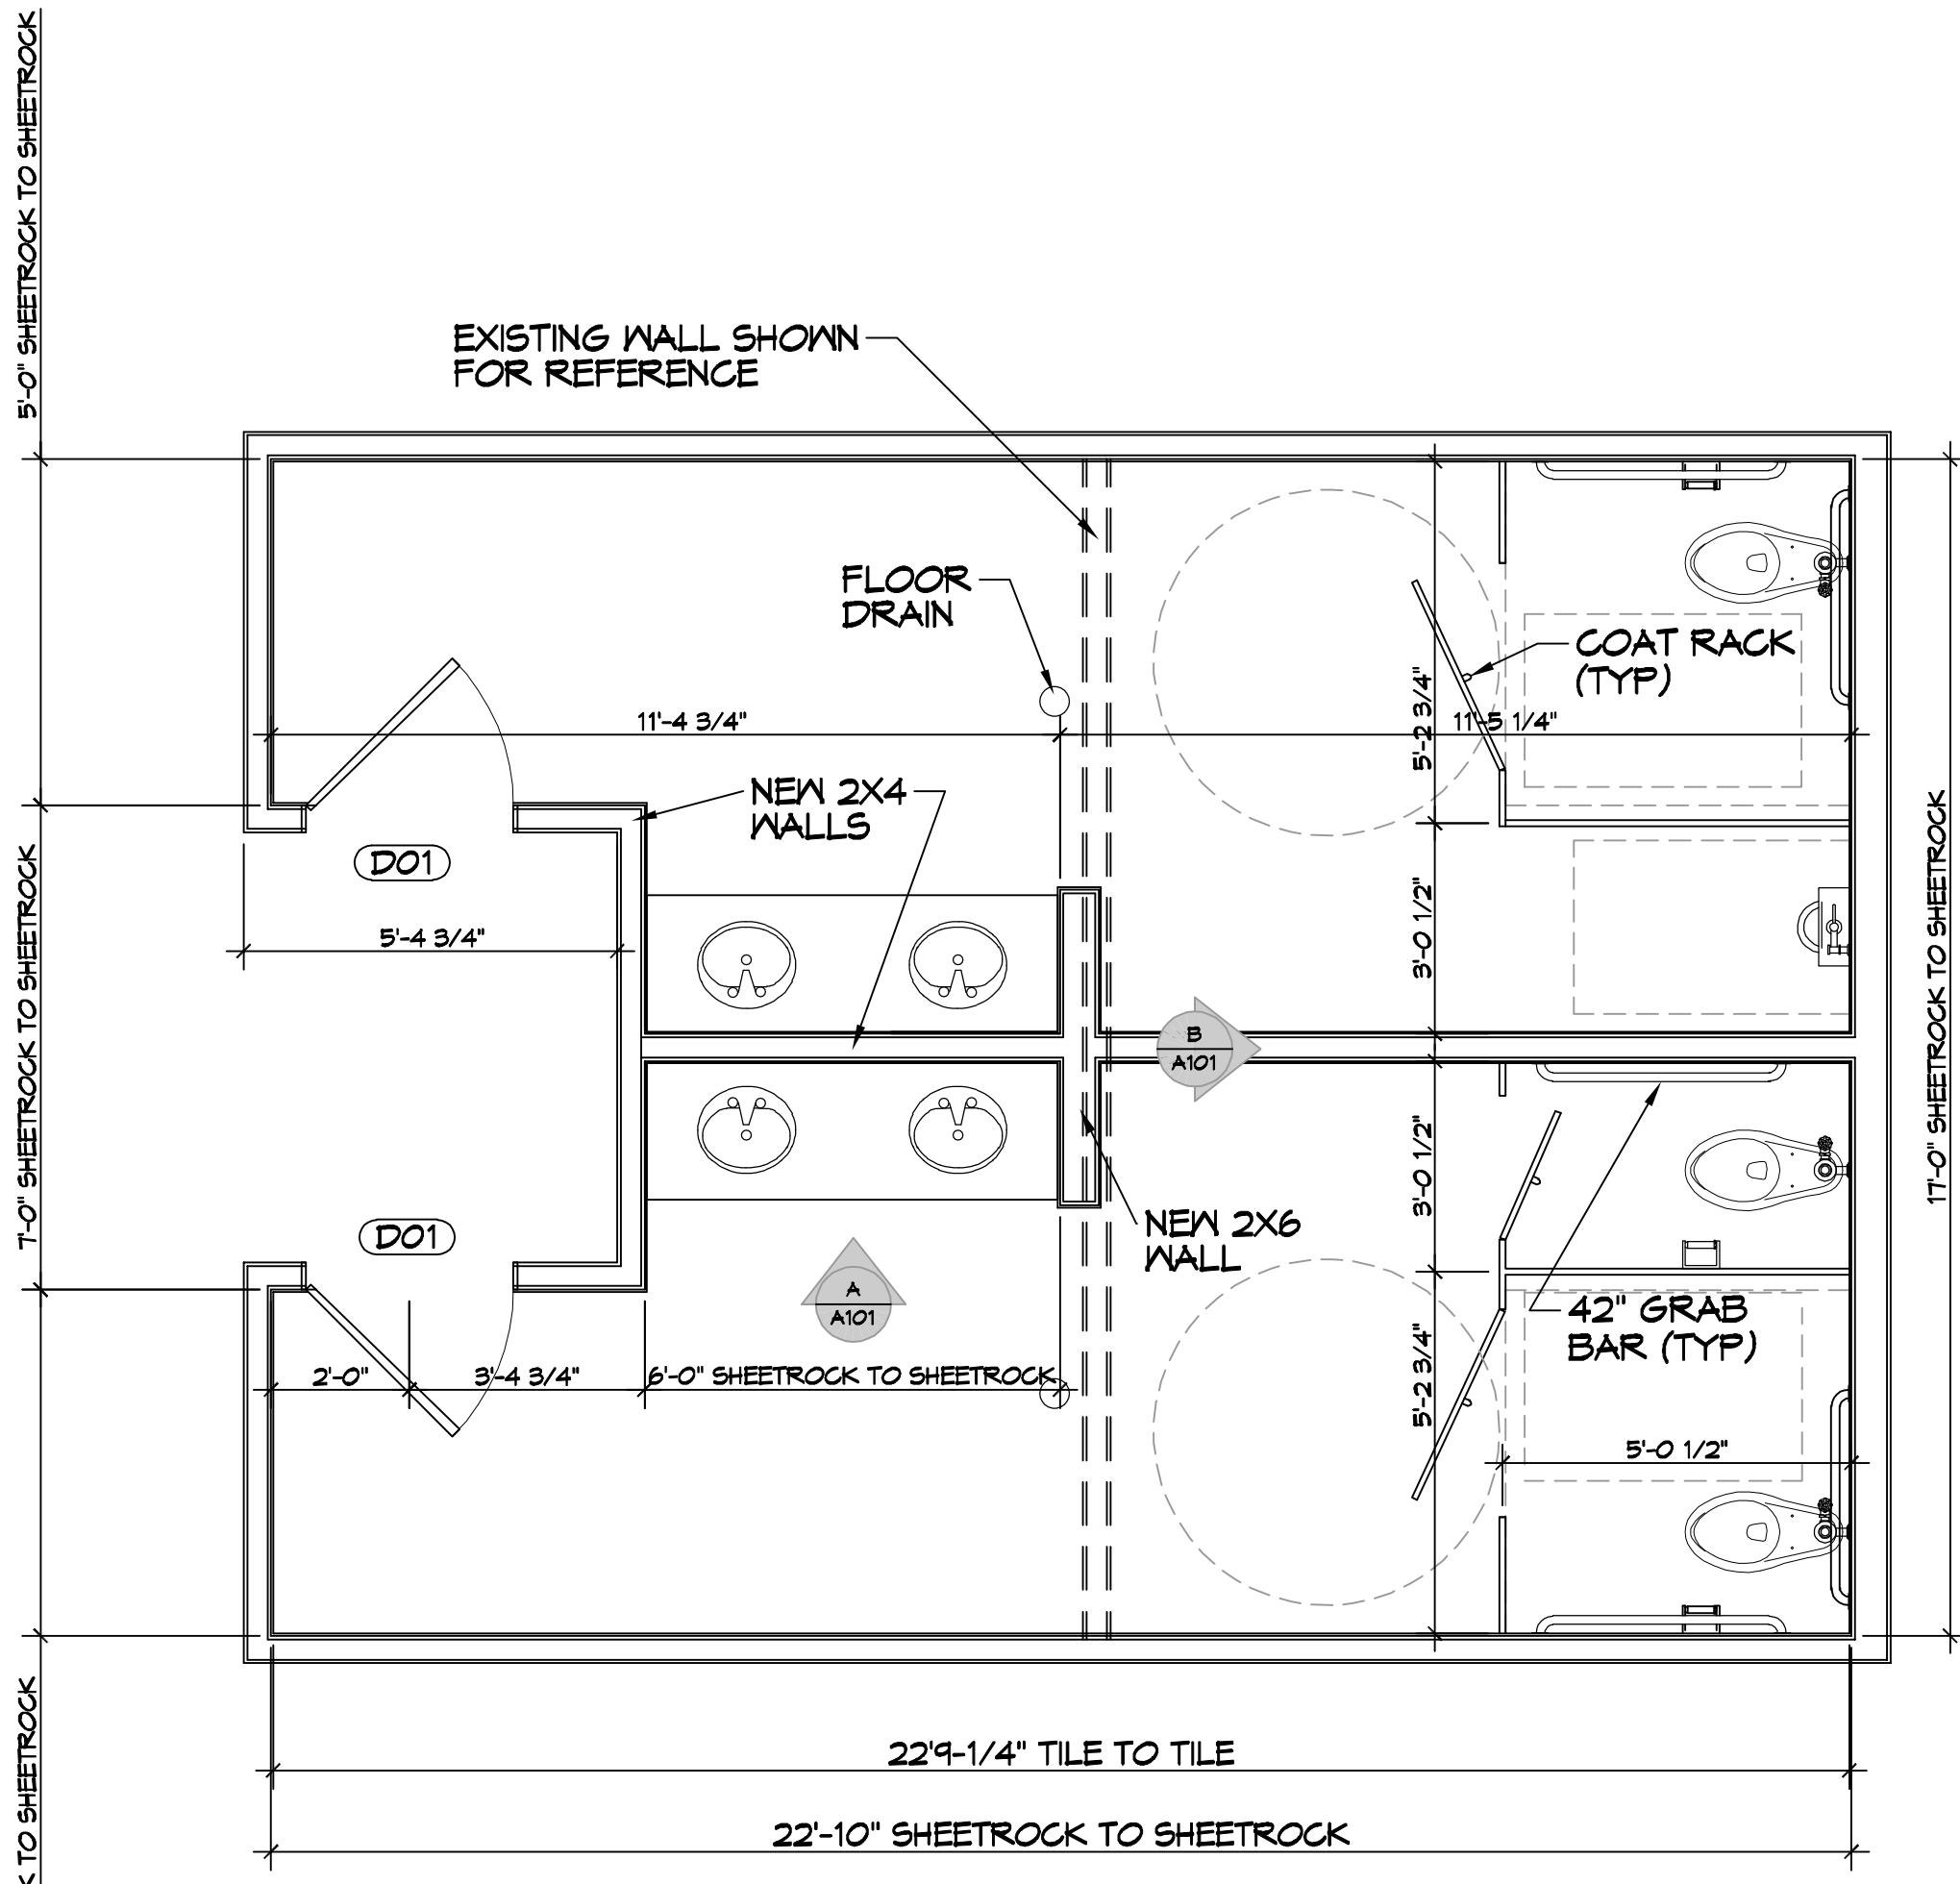 5'-0" SHEETROCK TO SHEETROCK
EXISTING WALL SHOWN
FOR REFERENCE
FLOOR
DRAIN
COAT RACK
(TYP)
11'-4 3/4"
5'-2 3/4"
11'-5 1/4"
NEW 2X4
WALLS
D01
5'-4 3/4"
3'-0 1/2"
7'-0" SHEETROCK TO SHEETROCK
17'-0" SHEETROCK TO SHEETROCK
B
A101
3'-0 1/2"
D01
NEW 2X6
WALL
A
A101
42" GRAB
BAR (TYP)
2'-0"
3'-4 3/4"
6'-0" SHEETROCK TO SHEETROCK
5'-2 3/4"
5'-0 1/2"
TO SHEETROCK
22'9-1/4" TILE TO TILE
22'-10" SHEETROCK TO SHEETROCK